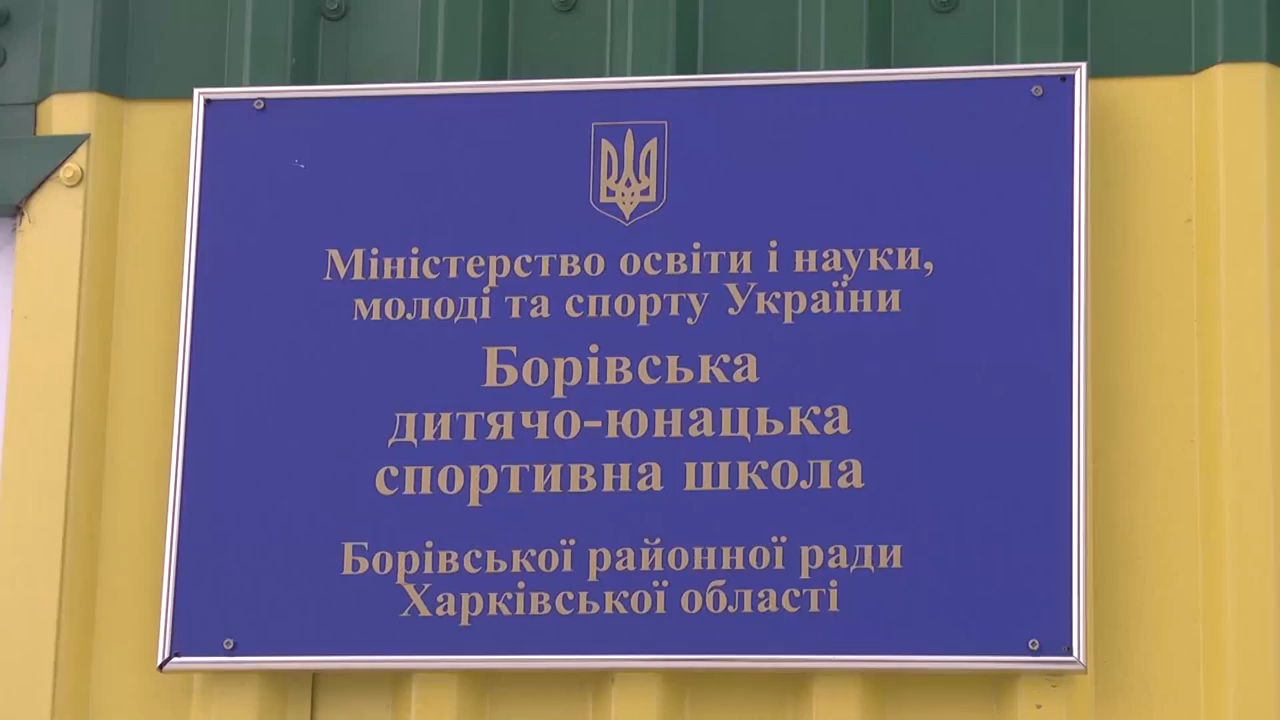 Міністерство освіти і науки,
молоді та спорту України
Борівська
дитячо-юнацька
спортивна школа
Борівської районної ради
Харківської області